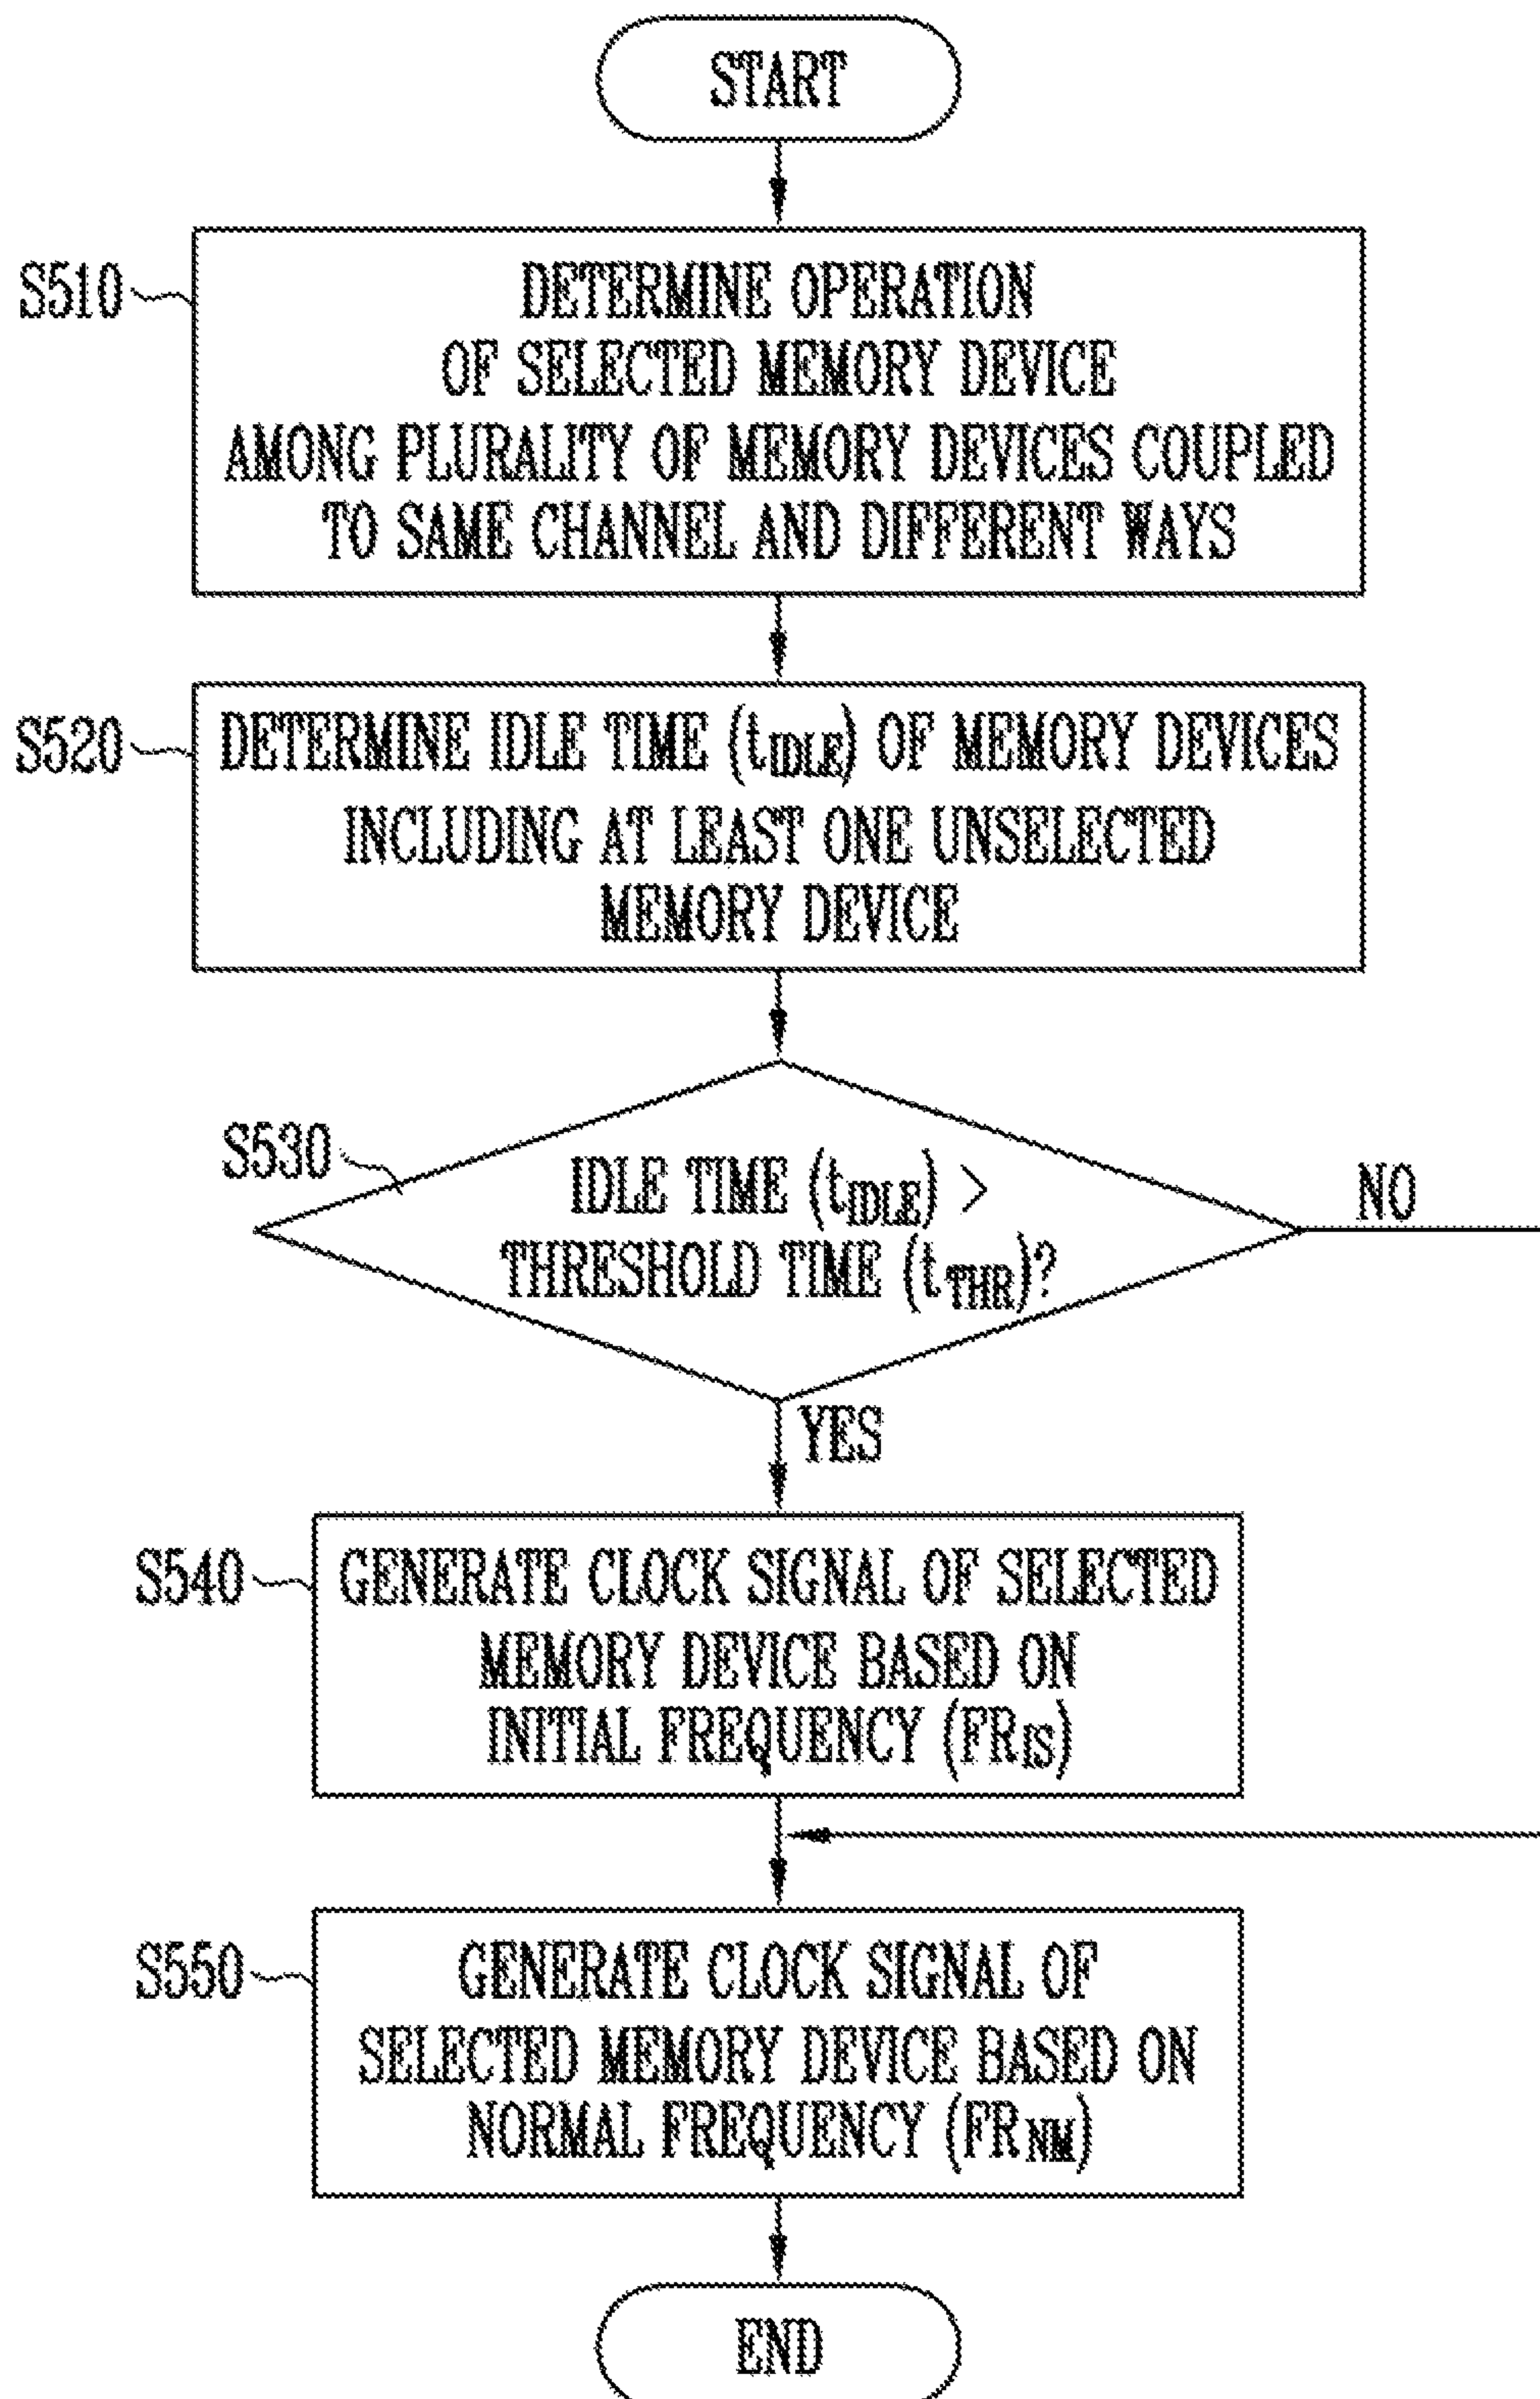 START
S510
DETERMINE OPERATION
OF SELECTED MEMORY DEVICE
AMONG PLURALITY OF MEMORY DEVICES COUPLED
TO SAME CHANNEL AND DIFFERENT WAYS
S520
DETERMINE IDLE TIME (tIDLE) OF MEMORY DEVICES
INCLUDING AT LEAST ONE UNSELECTED
MEMORY DEVICE
S530
IDLE TIME (tIDLE) >
THRESHOLD TIME (tTHR)?
NO
YES
S540
GENERATE CLOCK SIGNAL OF SELECTED
MEMORY DEVICE BASED ON
INITIAL FREQUENCY (FRIS)
S550
GENERATE CLOCK SIGNAL OF
SELECTED MEMORY DEVICE BASED ON
NORMAL FREQUENCY (FRNM)
END